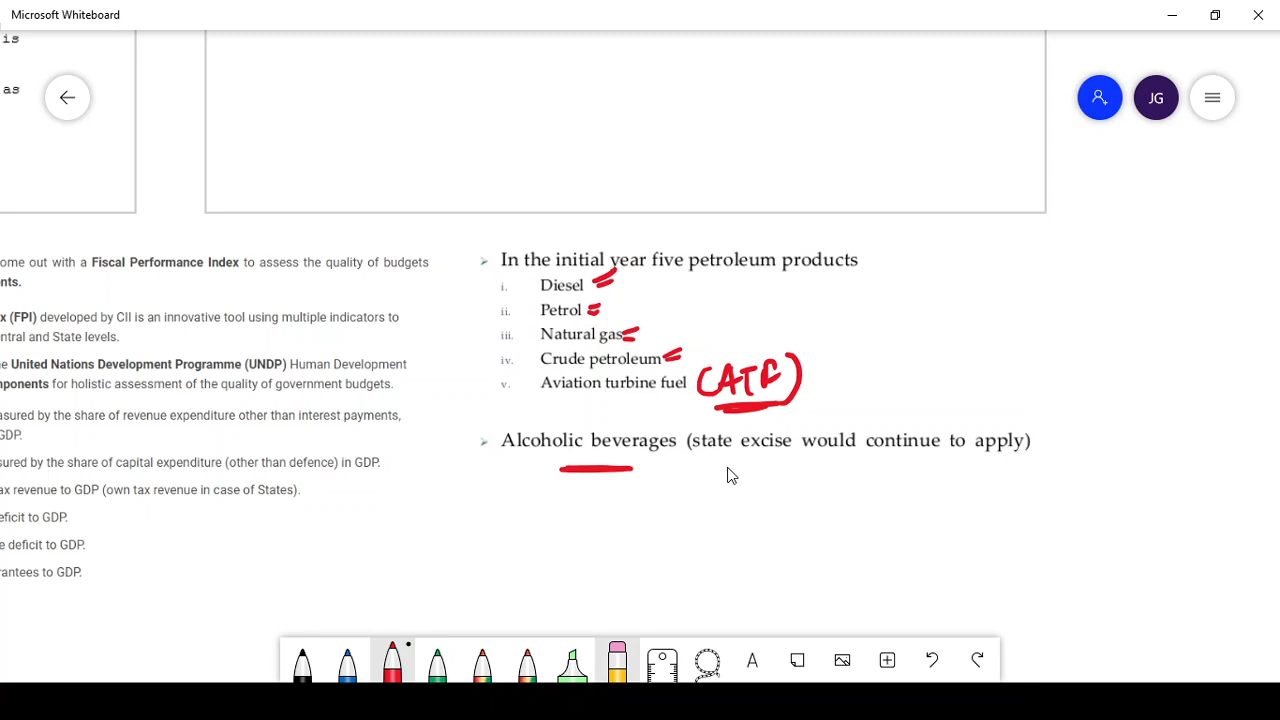 Microsoft Whiteboard
is
as
JG
ome out with a Fiscal Performance Index to assess the quality of budgets
ents.
x (FPI) developed by CII is an innovative tool using multiple indicators to
entral and State levels.
he United Nations Development Programme (UNDP) Human Development
mponents for holistic assessment of the quality of government budgets.
asured by the share of revenue expenditure other than interest payments,
GDP.
sured by the share of capital expenditure (other than defence) in GDP.
ax revenue to GDP (own tax revenue in case of States).
eficit to GDP.
e deficit to GDP.
rantees to GDP.
In the initial year five petroleum products
i. Diesel
ii. Petrol
iii. Natural gas
iv. Crude petroleum
v. Aviation turbine fuel (ATF)
Alcoholic beverages (state excise would continue to apply)
A